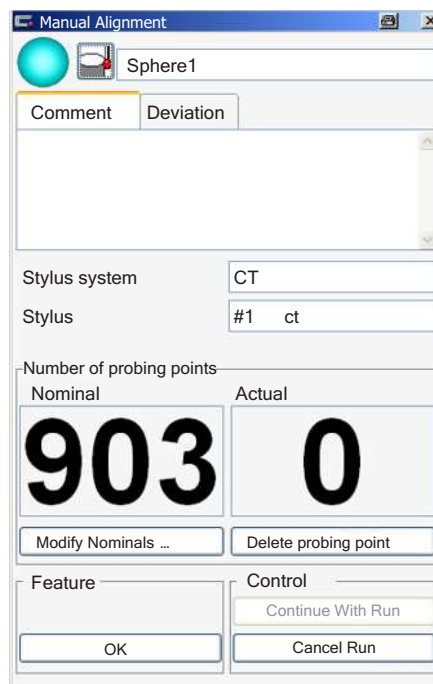 Manual Alignment
Sphere1
Comment Deviation
Stylus system CT
Stylus #1 ct
Number of probing points
Nominal Actual
903 0
Modify Nominals ... Delete probing point
Feature Control
Continue With Run
OK Cancel Run